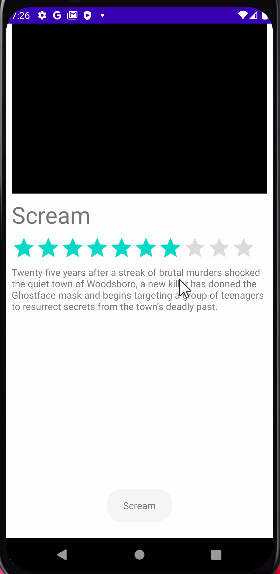 7:26
Scream
Twenty five years after a streak of brutal murders shocked
the quiet town of Woodsboro, a new killer has donned the
Ghostface mask and begins targeting a group of teenagers
to resurrect secrets from the town's deadly past.
Scream